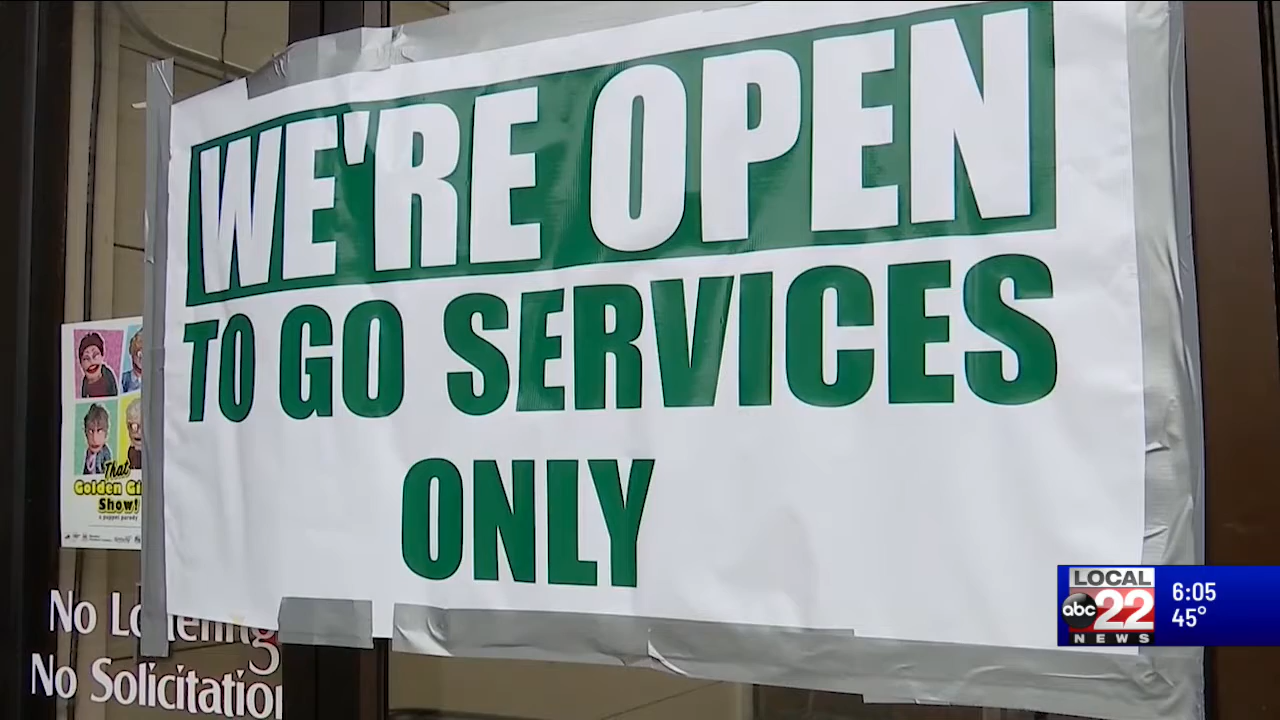 WE'RE OPEN
TO GO SERVICES
ONLY
That
Golden Gi
Show!
a puppet parody
No Lo
No Solicitation
LOCAL
abc 22
NEWS
6:05
45°